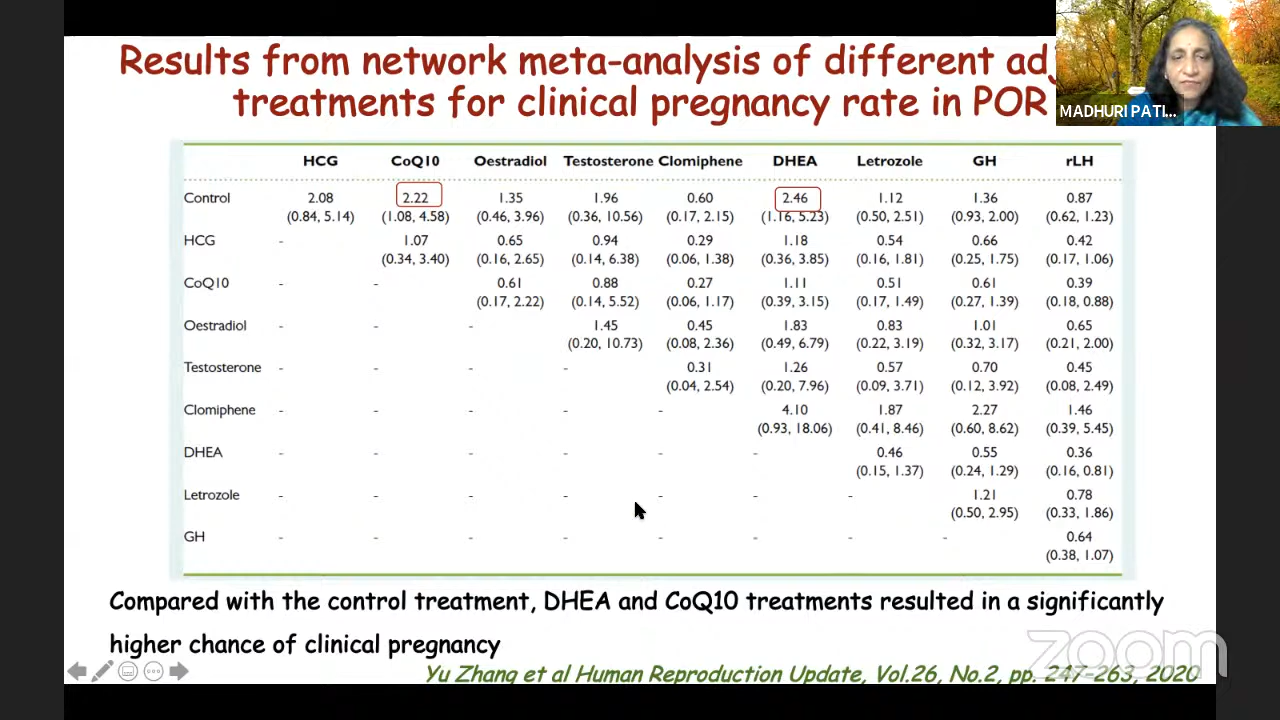 Results from network meta-analysis of different
treatments for clinical pregnancy rate in POR
MADHURI PATI...
HCG CoQ10 Oestradiol Testosterone Clomiphene DHEA Letrozole GH rLH
Control 2.08 2.22 1.35 1.96 0.60 2.46 1.12 1.36 0.87
(0.84, 5.14) (1.08, 4.58) (0.46, 3.96) (0.36, 10.56) (0.17, 2.15) (1.16, 5.23) (0.50, 2.51) (0.93, 2.00) (0.62, 1.23)
HCG - 1.07 0.65 0.94 0.29 1.18 0.54 0.66 0.42
(0.34, 3.40) (0.16, 2.65) (0.14, 6.38) (0.06, 1.38) (0.36, 3.85) (0.16, 1.81) (0.25, 1.75) (0.17, 1.06)
CoQ10 - - 0.61 0.88 0.27 1.11 0.51 0.61 0.39
(0.17, 2.22) (0.14, 5.52) (0.06, 1.17) (0.39, 3.15) (0.17, 1.49) (0.27, 1.39) (0.18, 0.88)
Oestradiol - - - 1.45 0.45 1.83 0.83 1.01 0.65
(0.20, 10.73) (0.08, 2.36) (0.49, 6.79) (0.22, 3.19) (0.32, 3.17) (0.21, 2.00)
Testosterone - - - - 0.31 1.26 0.57 0.70 0.45
(0.04, 2.54) (0.20, 7.96) (0.09, 3.71) (0.12, 3.92) (0.08, 2.49)
Clomiphene - - - - - 4.10 1.87 2.27 1.46
(0.93, 18.06) (0.41, 8.46) (0.60, 8.62) (0.39, 5.45)
DHEA - - - - - - 0.46 0.55 0.36
(0.15, 1.37) (0.24, 1.29) (0.16, 0.81)
Letrozole - - - - - - - 1.21 0.78
(0.50, 2.95) (0.33, 1.86)
GH - - - - - - - - 0.64
(0.38, 1.07)
Compared with the control treatment, DHEA and CoQ10 treatments resulted in a significantly
higher chance of clinical pregnancy
zoom
Yu Zhang et al Human Reproduction Update, Vol.26, No.2, pp. 247-263, 2020